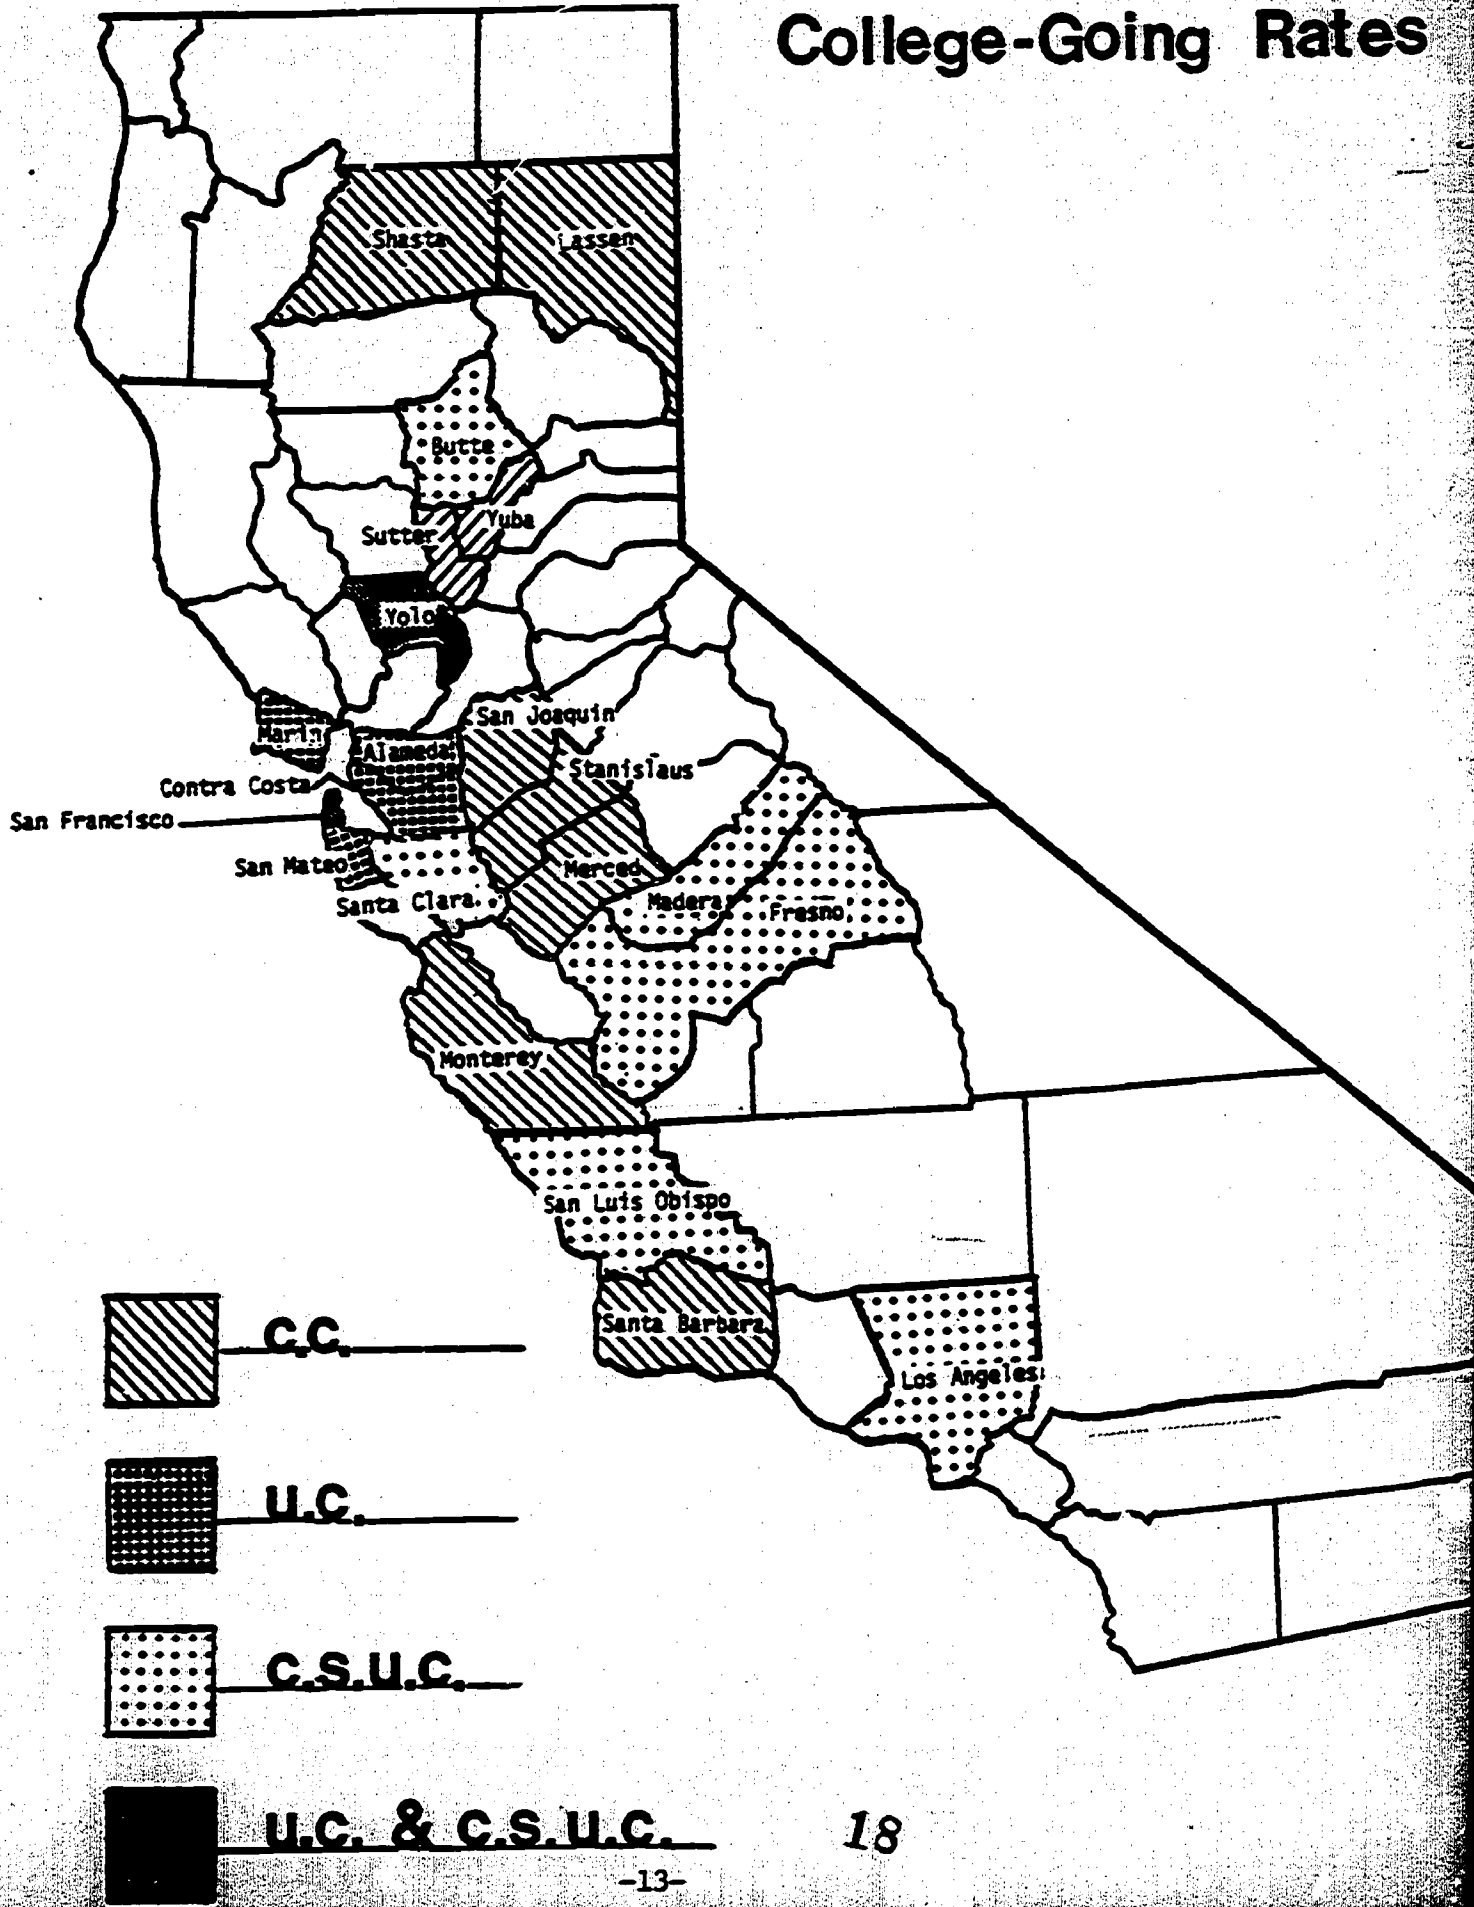 College-Going Rates
Shasta
Lassen
Butte
Yuba
Sutter
Yolo
San Joaquin
Marin
Alameda
Stanislaus
Contra Costa
San Francisco
San Mateo
Merced
Santa Clara
Madera
Fresno
Monterey
San Luis Obispo
Santa Barbara
Los Angeles
C.C.
U.C.
C.S.U.C.
U.C. & C.S.U.C.
18
-13-